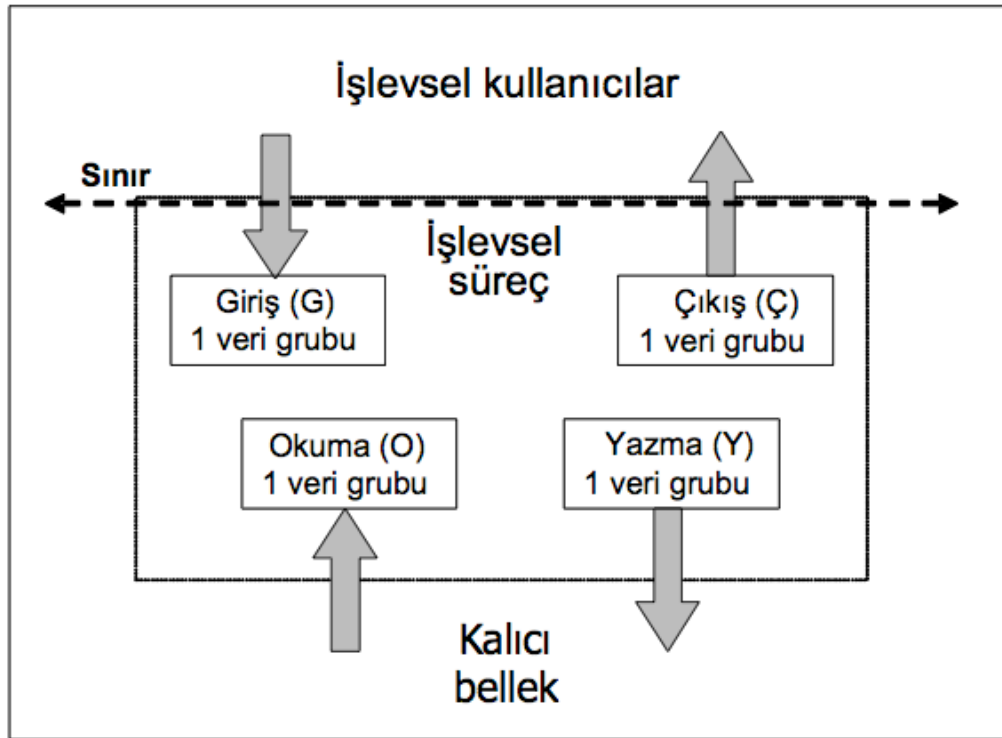 İşlevsel kullanıcılar
Sınır
İşlevsel
süreç
Giriş (G)
1 veri grubu
Çıkış (Ç)
1 veri grubu
Okuma (O)
1 veri grubu
Yazma (Y)
1 veri grubu
Kalıcı
bellek